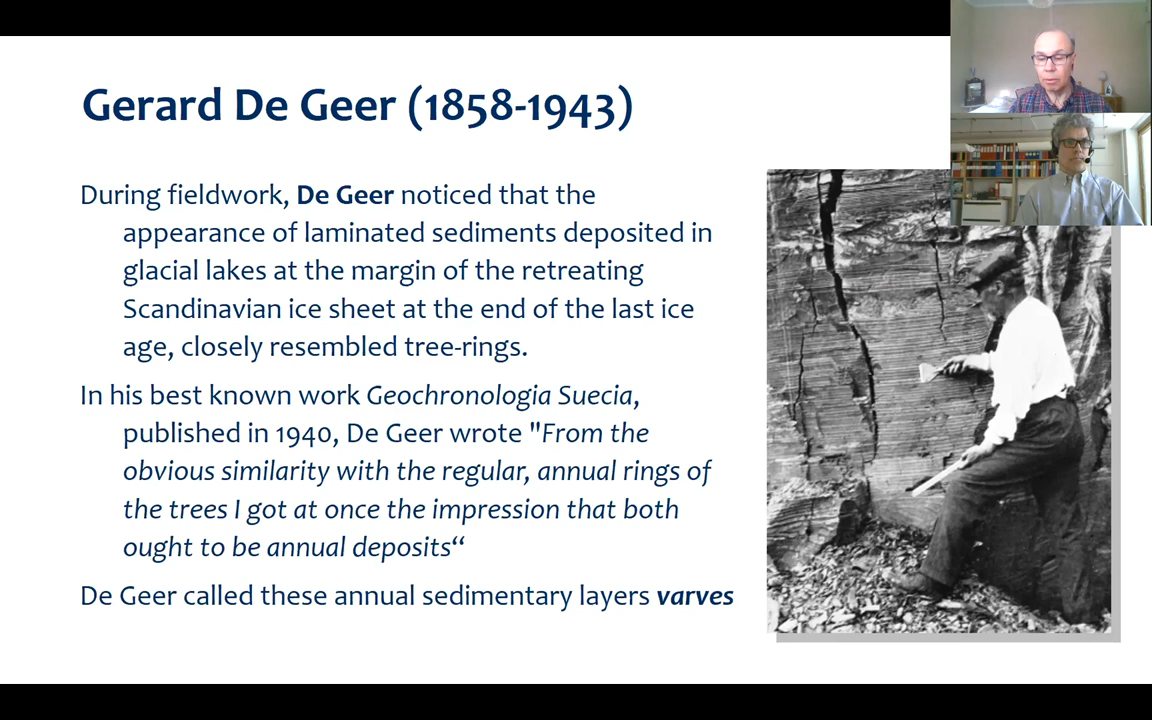 Gerard De Geer (1858-1943)
During fieldwork, De Geer noticed that the
appearance of laminated sediments deposited in
glacial lakes at the margin of the retreating
Scandinavian ice sheet at the end of the last ice
age, closely resembled tree-rings.
In his best known work Geochronologia Suecia,
published in 1940, De Geer wrote "From the
obvious similarity with the regular, annual rings of
the trees I got at once the impression that both
ought to be annual deposits“
De Geer called these annual sedimentary layers varves